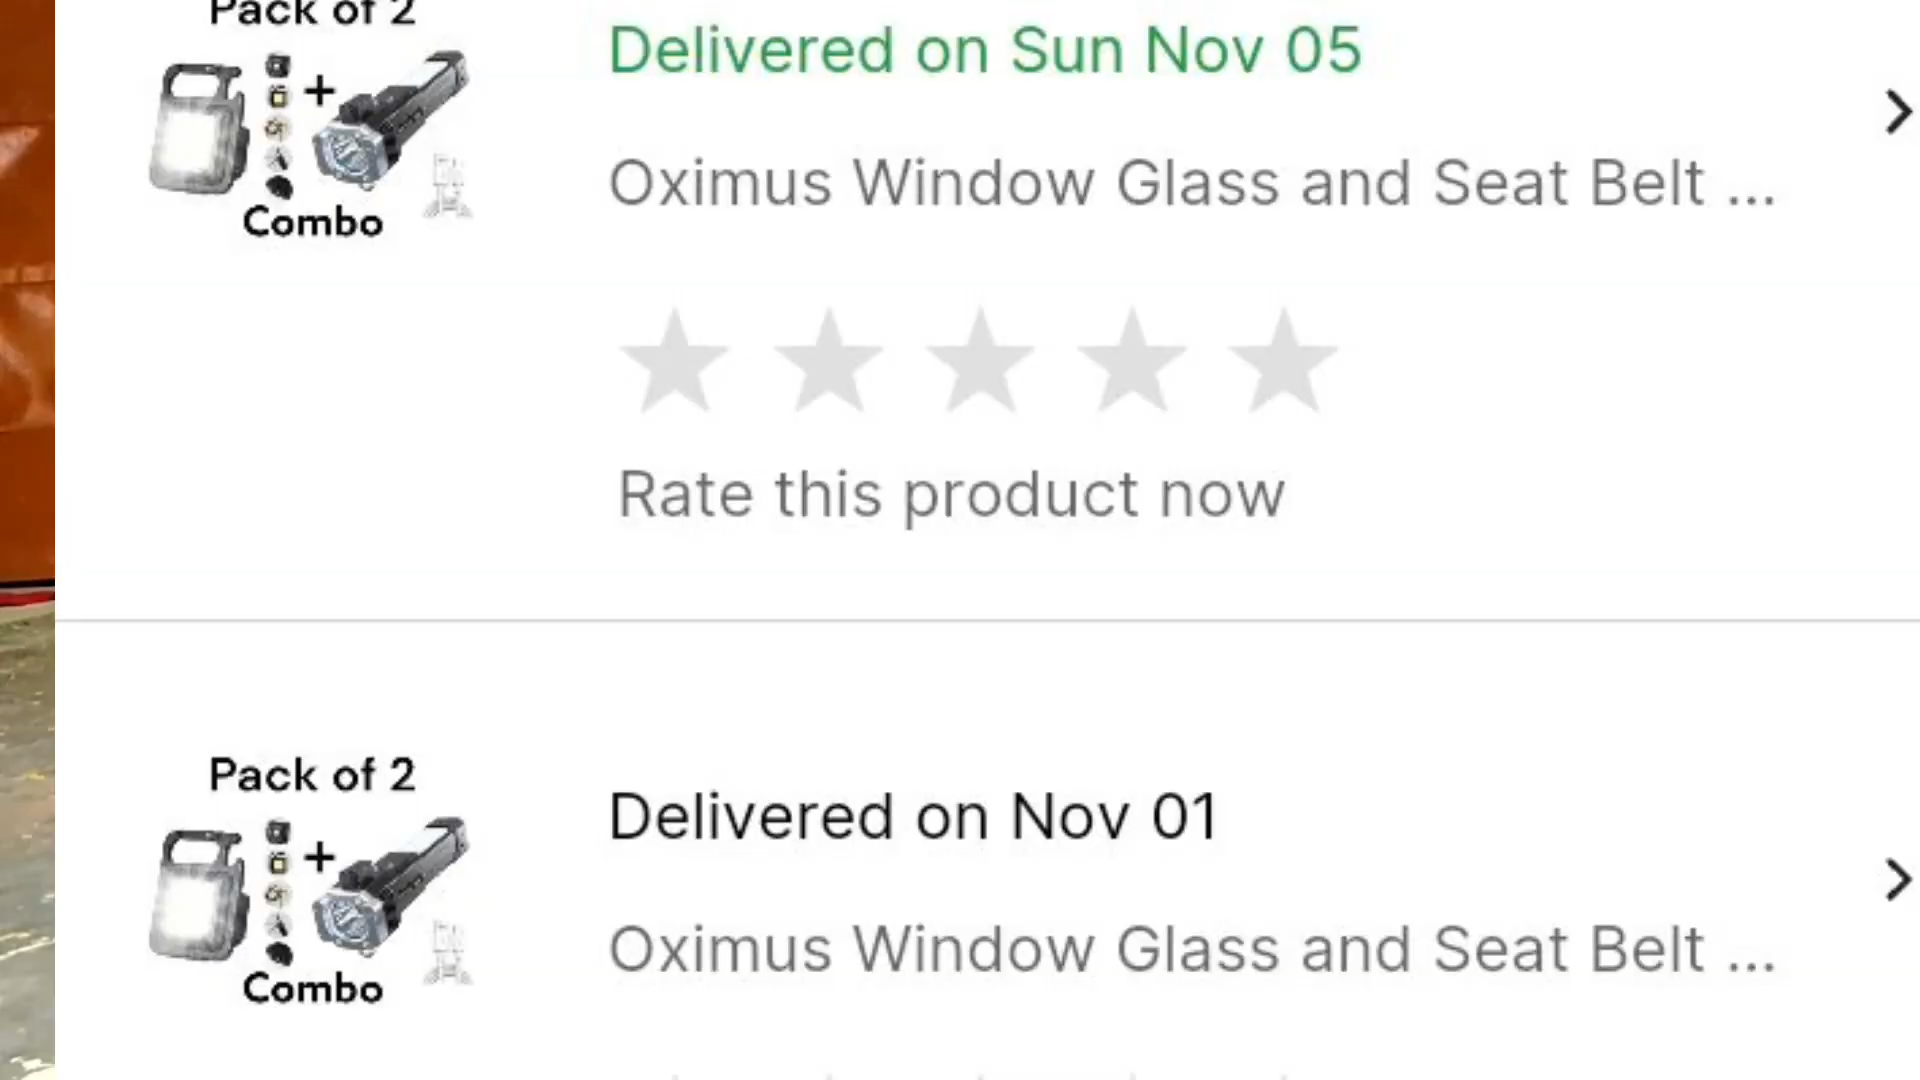 Pack of 2
+
Combo
Delivered on Sun Nov 05
Oximus Window Glass and Seat Belt ...
Rate this product now
Pack of 2
+
Combo
Delivered on Nov 01
Oximus Window Glass and Seat Belt ...